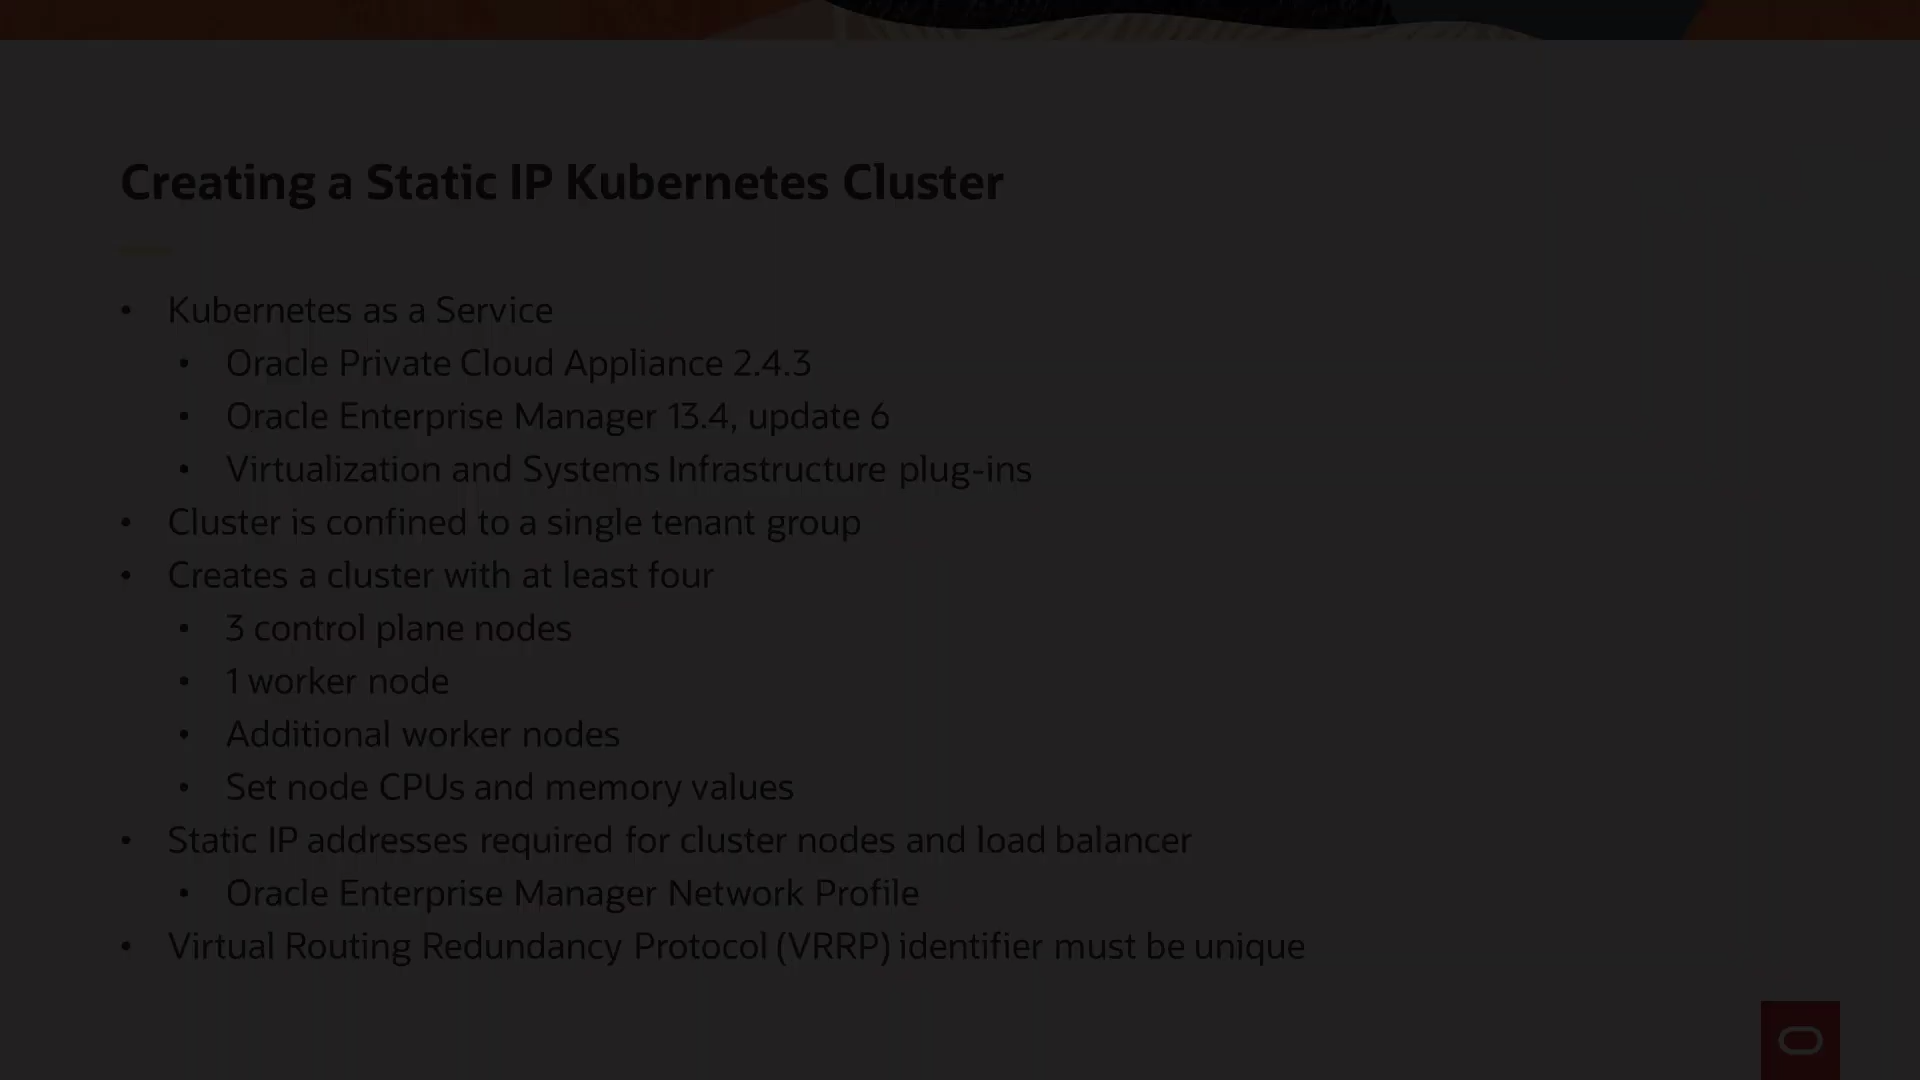 Creating a Static IP Kubernetes Cluster
• Kubernetes as a Service
• Oracle Private Cloud Appliance 2.4.3
• Oracle Enterprise Manager 13.4, update 6
• Virtualization and Systems Infrastructure plug-ins
• Cluster is confined to a single tenant group
• Creates a cluster with at least four
• 3 control plane nodes
• 1 worker node
• Additional worker nodes
• Set node CPUs and memory values
• Static IP addresses required for cluster nodes and load balancer
• Oracle Enterprise Manager Network Profile
• Virtual Routing Redundancy Protocol (VRRP) identifier must be unique